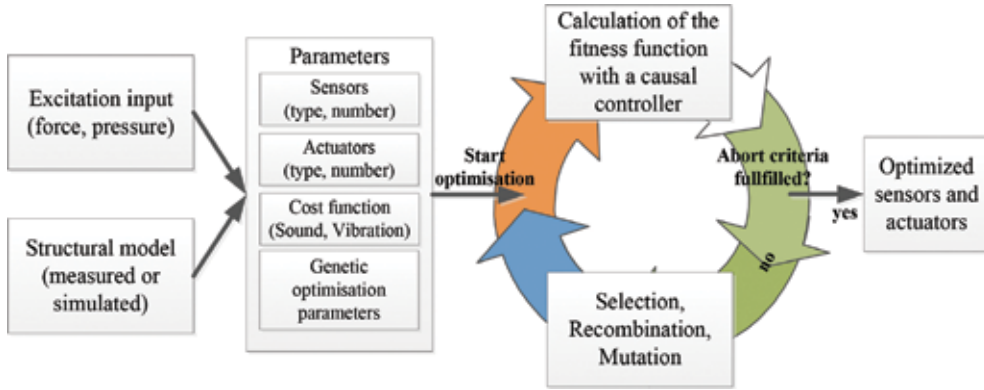 Excitation input
(force, pressure)
Structural model
(measured or
simulated)
Parameters
Sensors
(type, number)
Actuators
(type, number)
Cost function
(Sound, Vibration)
Genetic
optimisation
parameters
Start
optimisation
Calculation of the
fitness function
with a causal
controller
Abort criteria
fullfilled?
yes
no
Selection,
Recombination,
Mutation
Optimized
sensors and
actuators